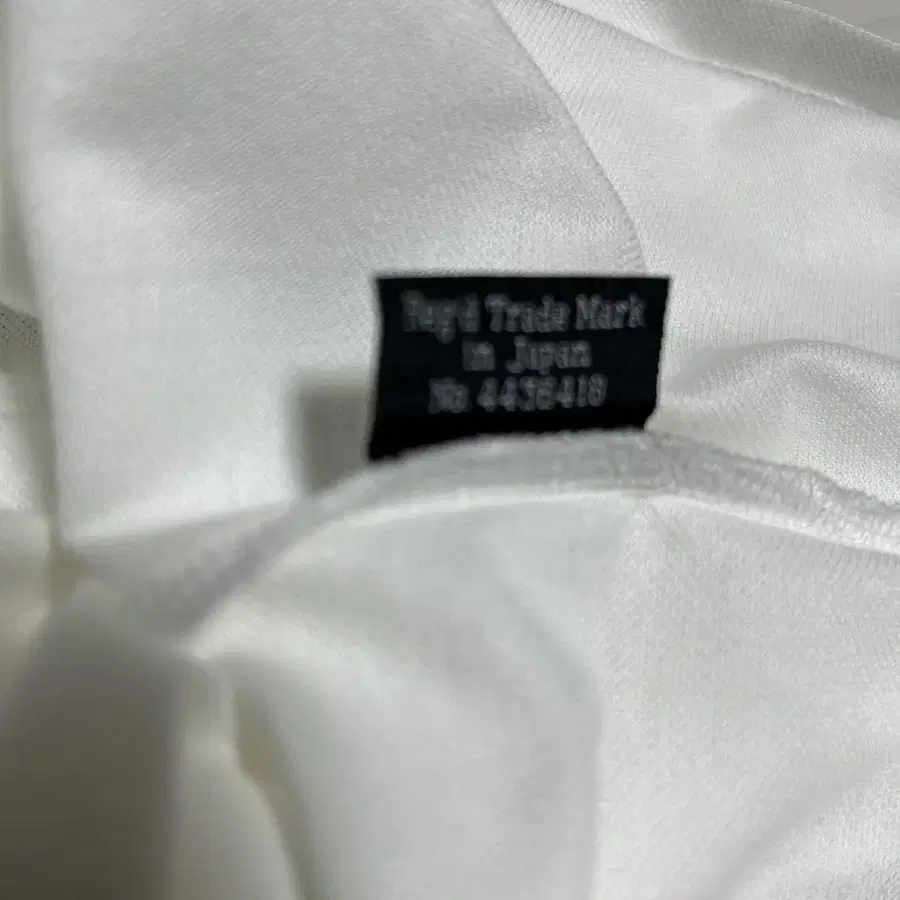 Reg'd Trade Mark
in Japan
No. 4436418